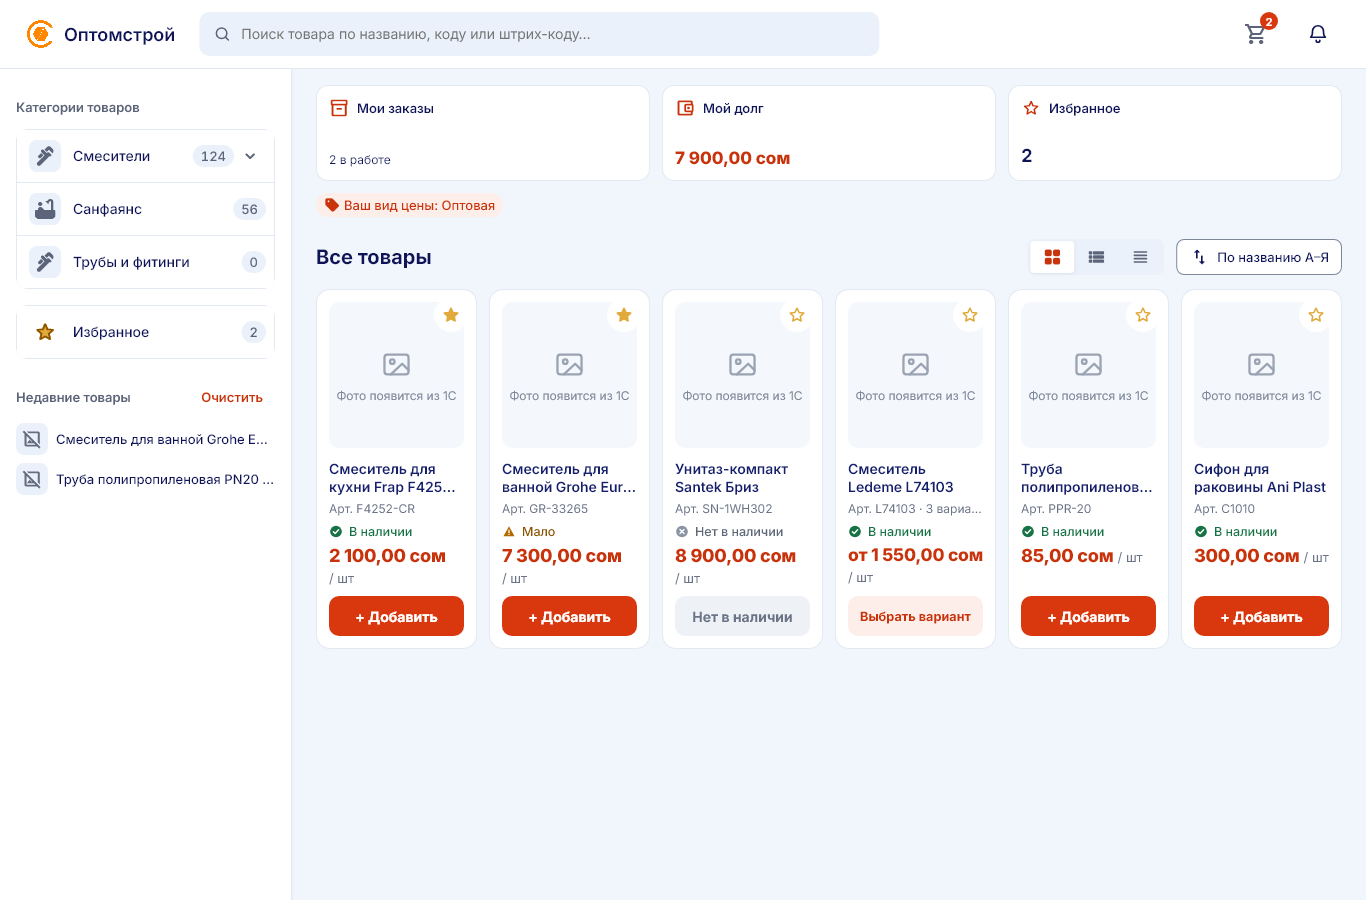 Оптомстрой
Поиск товара по названию, коду или штрих-коду...
2
Категории товаров
Смесители 124
Санфаянс 56
Трубы и фитинги 0
Избранное 2
Недавние товары Очистить
Смеситель для ванной Grohe E...
Труба полипропиленовая PN20 ...
Мои заказы
2 в работе
Мой долг
7 900,00 сом
Избранное
2
Ваш вид цены: Оптовая
Все товары
По названию А–Я
Фото появится из 1С
Смеситель для
кухни Frap F425...
Арт. F4252-CR
В наличии
2 100,00 сом
/ шт
+ Добавить
Фото появится из 1С
Смеситель для
ванной Grohe Eur...
Арт. GR-33265
Мало
7 300,00 сом
/ шт
+ Добавить
Фото появится из 1С
Унитаз-компакт
Santek Бриз
Арт. SN-1WH302
Нет в наличии
8 900,00 сом
/ шт
Нет в наличии
Фото появится из 1С
Смеситель
Ledeme L74103
Арт. L74103 · 3 вариа...
В наличии
от 1 550,00 сом
/ шт
Выбрать вариант
Фото появится из 1С
Труба
полипропиленов...
Арт. PPR-20
В наличии
85,00 сом / шт
+ Добавить
Фото появится из 1С
Сифон для
раковины Ani Plast
Арт. C1010
В наличии
300,00 сом / шт
+ Добавить